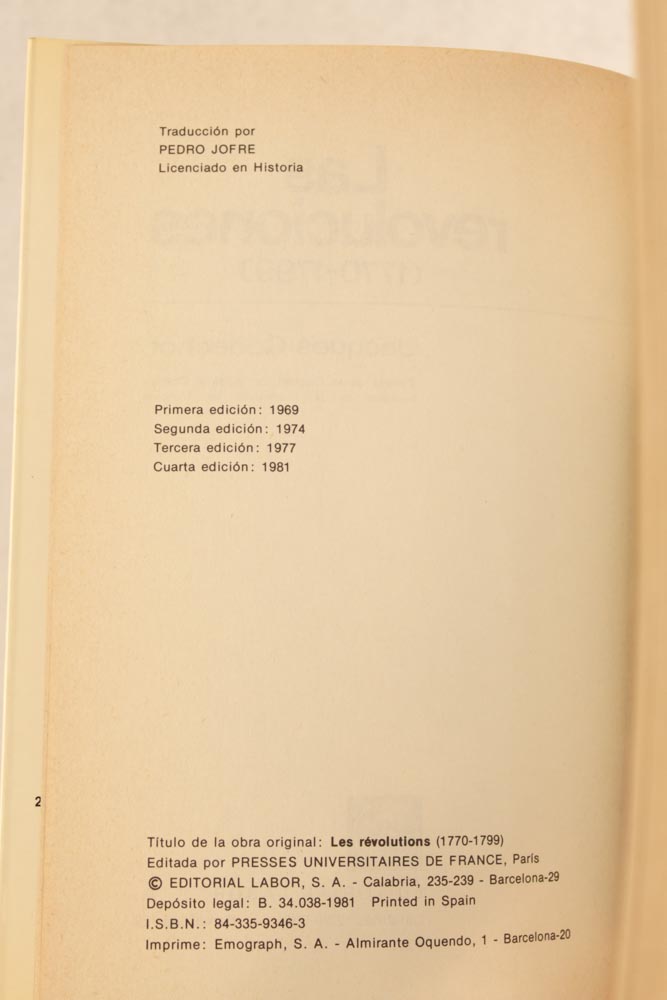 Traducción por
PEDRO JOFRE
Licenciado en Historia
Primera edición: 1969
Segunda edición: 1974
Tercera edición: 1977
Cuarta edición: 1981
2
Título de la obra original: Les révolutions (1770-1799)
Editada por PRESSES UNIVERSITAIRES DE FRANCE, París
© EDITORIAL LABOR, S. A. - Calabria, 235-239 - Barcelona-29
Depósito legal: B. 34.038-1981 Printed in Spain
I.S.B.N.: 84-335-9346-3
Imprime: Emograph, S. A. - Almirante Oquendo, 1 - Barcelona-20